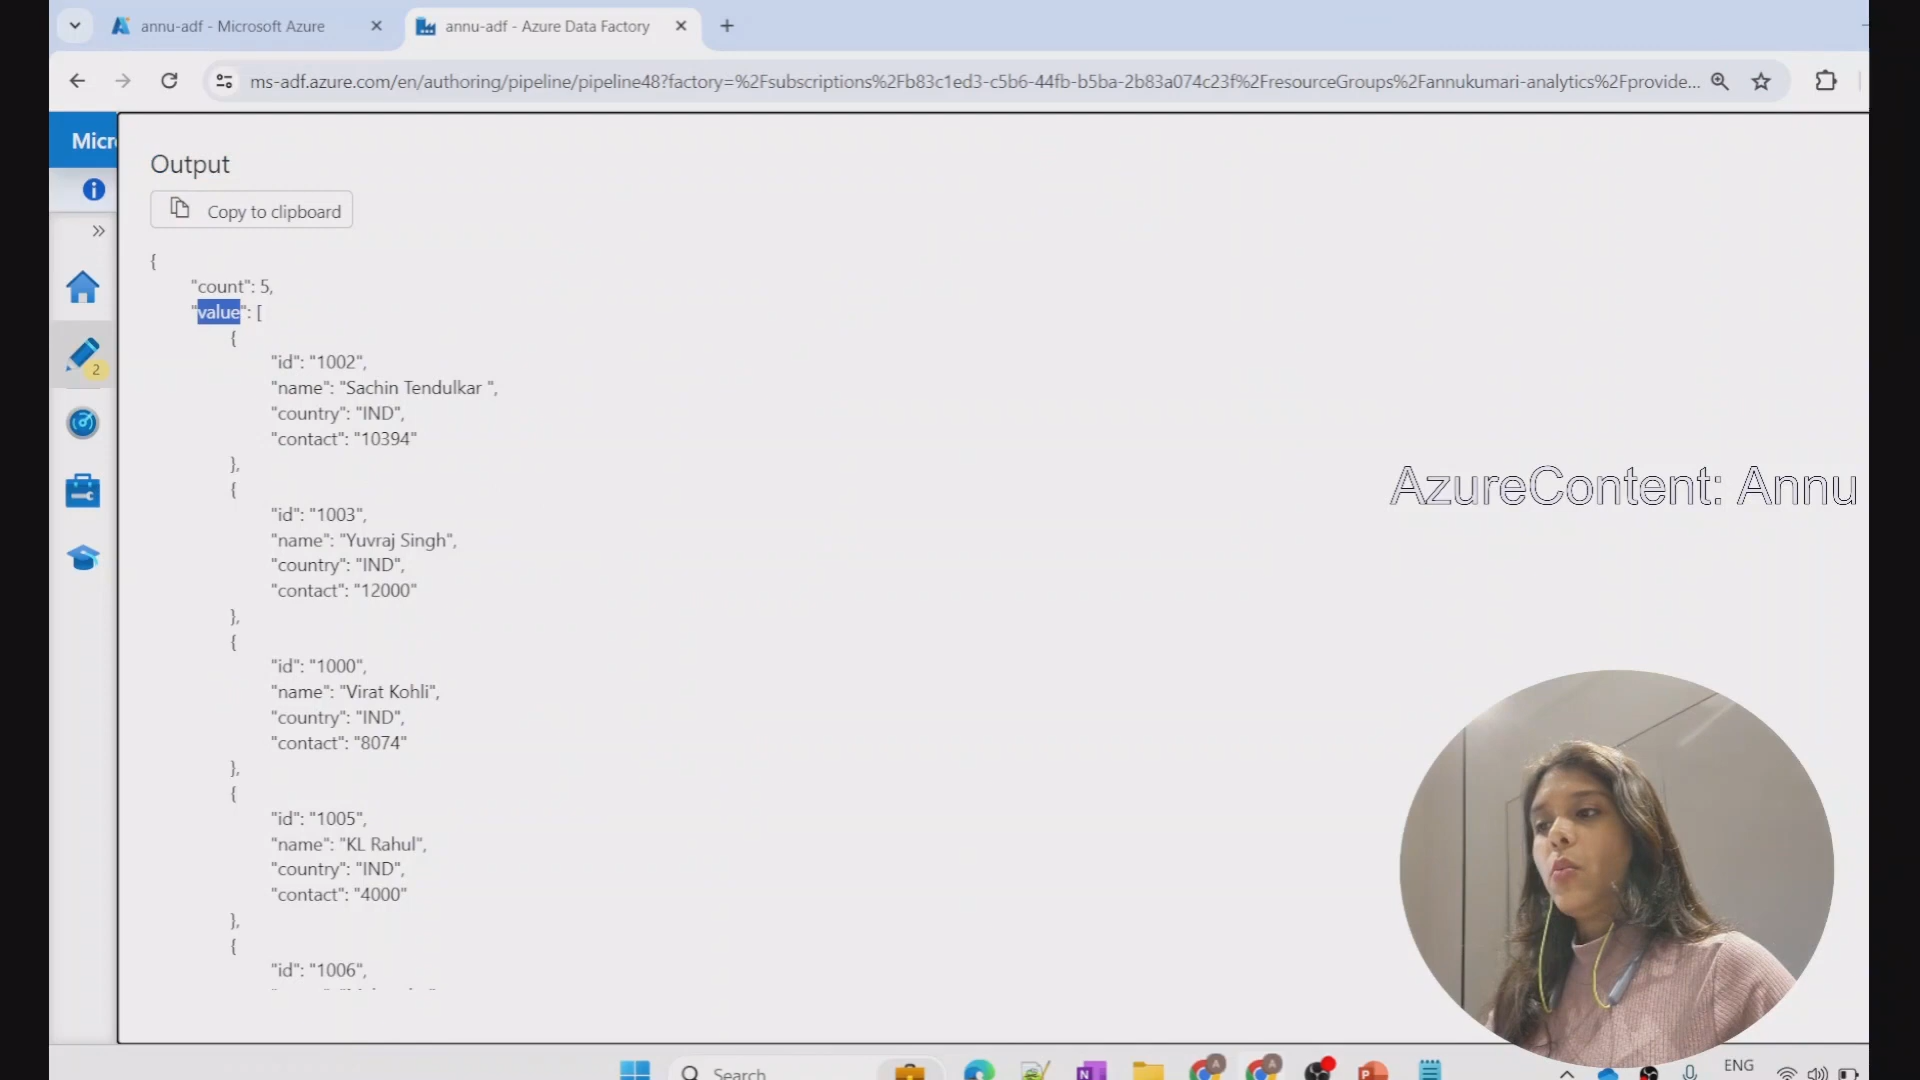 annu-adf - Microsoft Azure
annu-adf - Azure Data Factory
ms-adf.azure.com/en/authoring/pipeline/pipeline48?factory=%2Fsubscriptions%2Fb83c1ed3-c5b6-44fb-b5ba-2b83a074c23f%2FresourceGroups%2Fannukumari-analytics%2Fprovide...
Micr
Output
Copy to clipboard
{
"count": 5,
"value": [
{
"id": "1002",
"name": "Sachin Tendulkar ",
"country": "IND",
"contact": "10394"
},
{
"id": "1003",
"name": "Yuvraj Singh",
"country": "IND",
"contact": "12000"
},
{
"id": "1000",
"name": "Virat Kohli",
"country": "IND",
"contact": "8074"
},
{
"id": "1005",
"name": "KL Rahul",
"country": "IND",
"contact": "4000"
},
{
"id": "1006",
2
AzureContent: Annu
Search
ENG